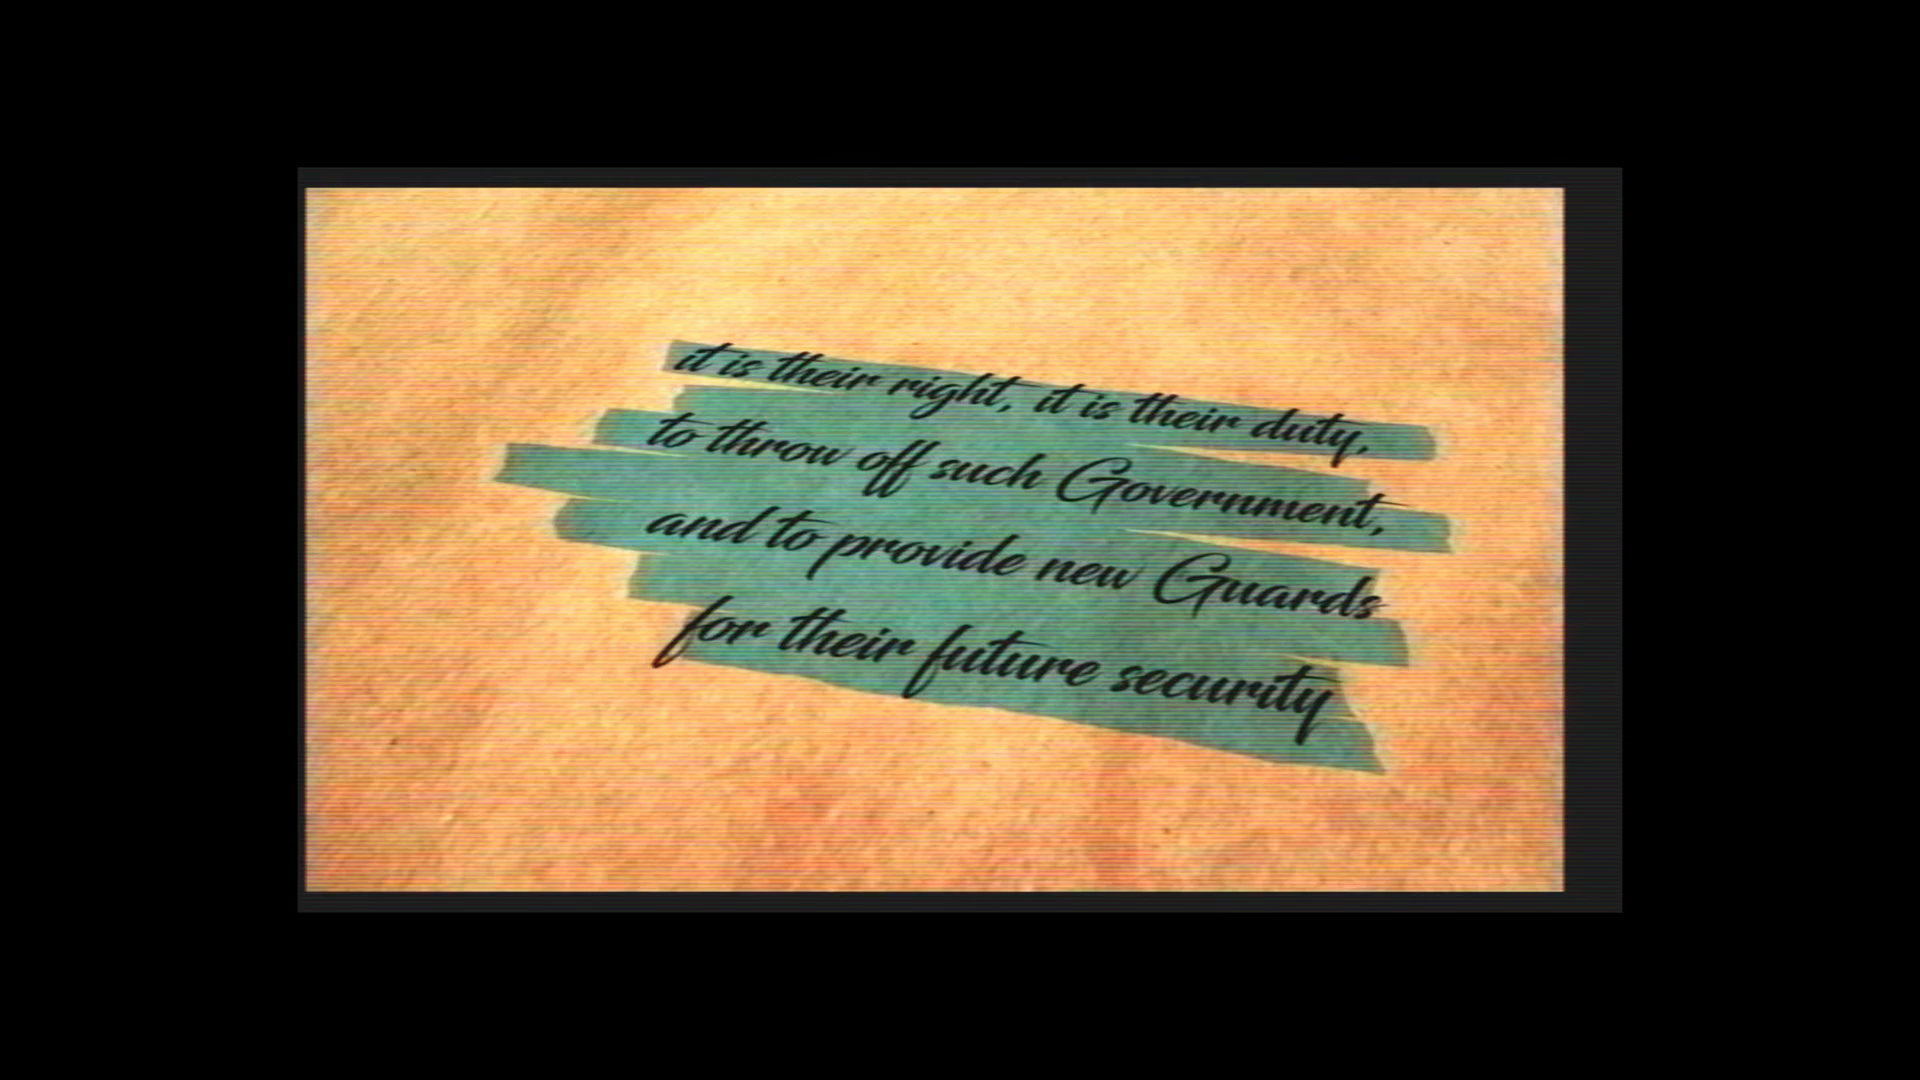 it is their right, it is their duty,
to throw off such Government,
and to provide new Guards
for their future security